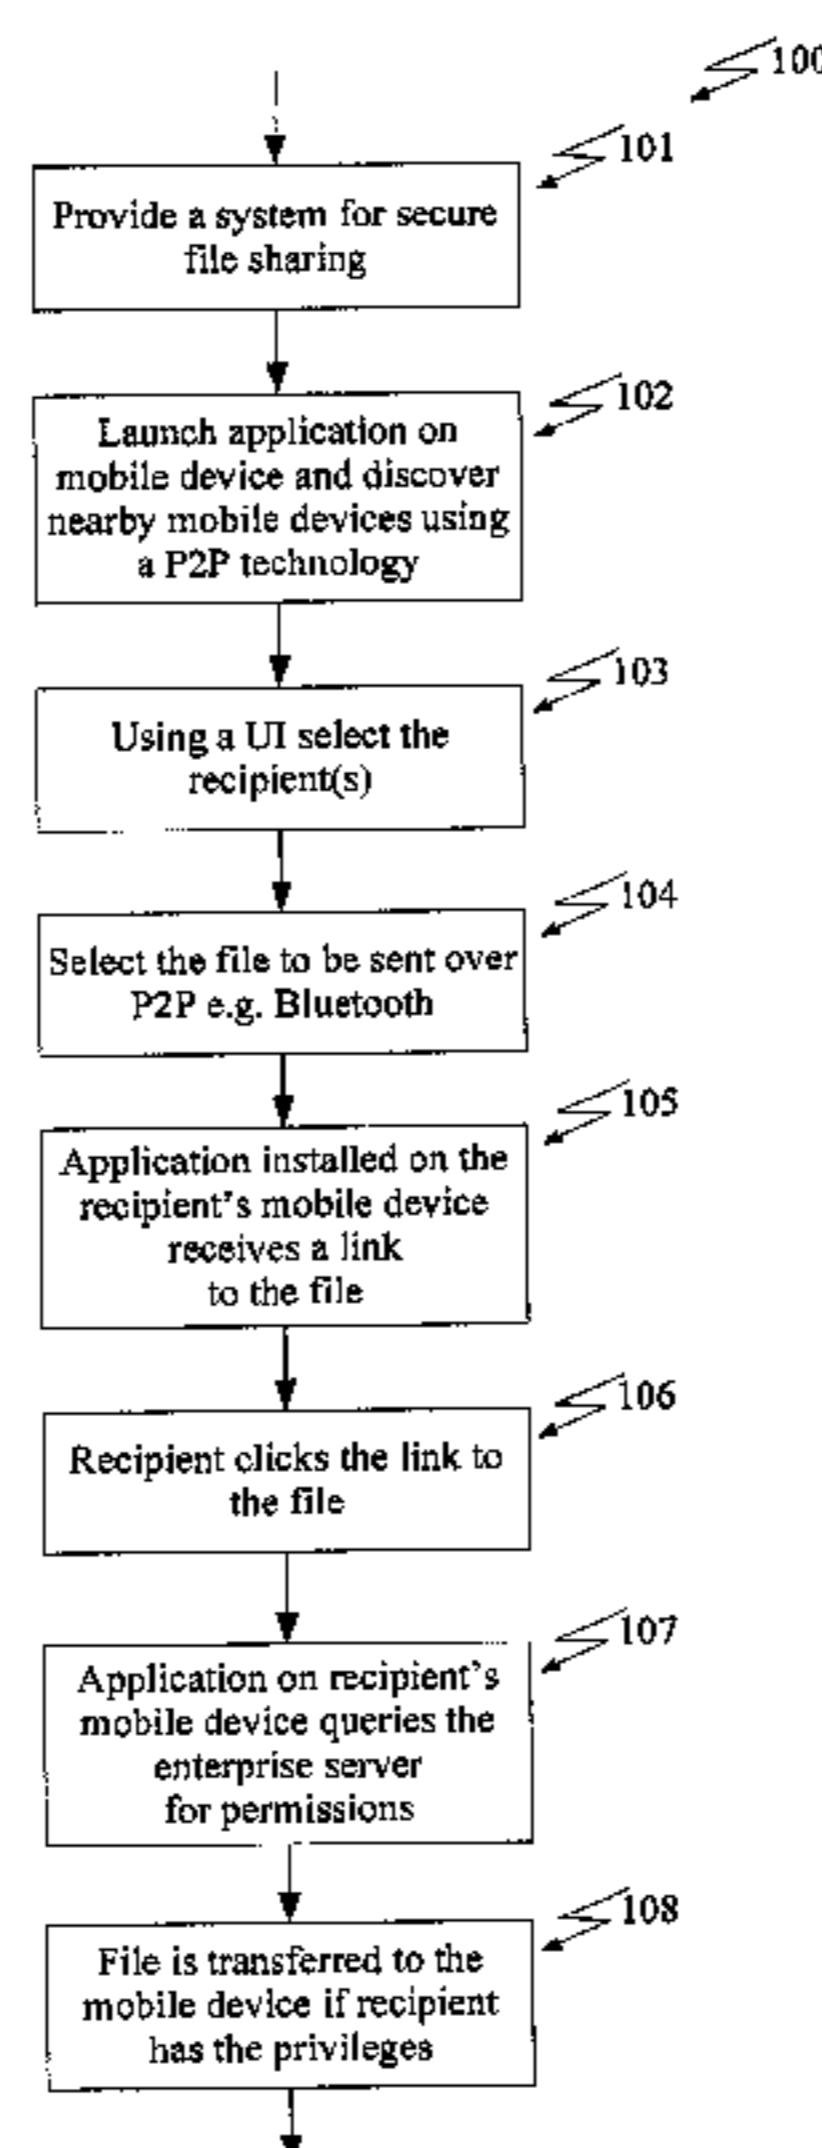 100
101
Provide a system for secure
file sharing
102
Launch application on
mobile device and discover
nearby mobile devices using
a P2P technology
103
Using a UI select the
recipient(s)
104
Select the file to be sent over
P2P e.g. Bluetooth
105
Application installed on the
recipient's mobile device
receives a link
to the file
106
Recipient clicks the link to
the file
107
Application on recipient's
mobile device queries the
enterprise server
for permissions
108
File is transferred to the
mobile device if recipient
has the privileges